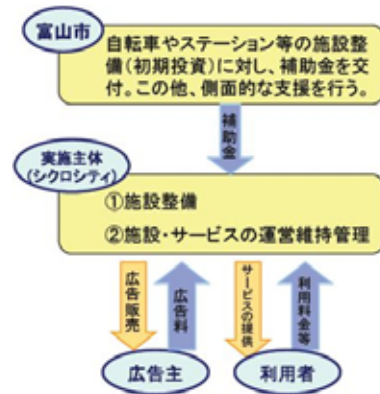 富山市
自転車やステーション等の施設整
備(初期投資)に対し、補助金を交
付。この他、側面的な支援を行う。
補助金
実施主体
(シクロシティ)
①施設整備
②施設・サービスの運営維持管理
広告販売
広告料
サービスの提供
利用料金等
広告主
利用者